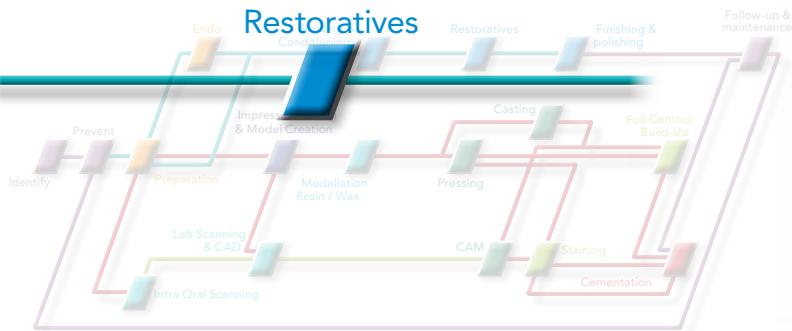 Restoratives
Endo
Conditioning
Restoratives
Finishing &
polishing
Follow-up &
maintenance
Prevent
Impress
& Model Creation
Casting
Full Contour
Build-Up
Identify
Preparation
Modellation
Resin / Wax
Pressing
Lab Scanning
& CAD
CAM
Staining
Intra Oral Scanning
Cementation